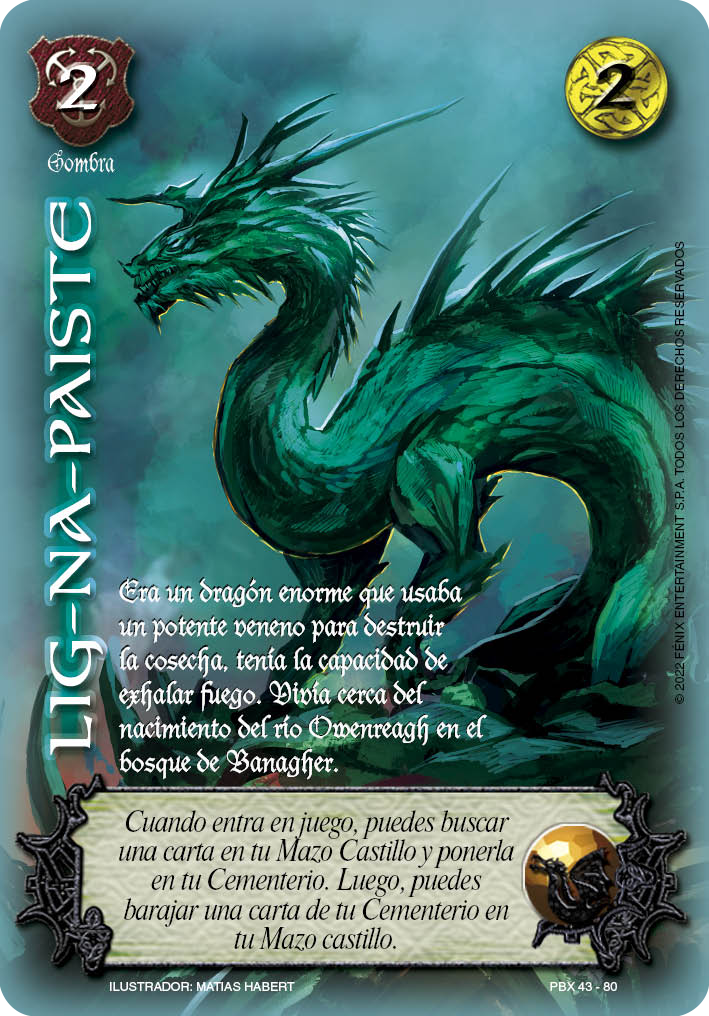 2
2
Sombra
LIG-NA-PAISTE
Era un dragón enorme que usaba
un potente veneno para destruir
la cosecha, tenía la capacidad de
exhalar fuego. Vivía cerca del
nacimiento del río Owenreagh en el
bosque de Banagher.
© 2022 FÉNIX ENTERTAINMENT S.P.A. TODOS LOS DERECHOS RESERVADOS
Cuando entra en juego, puedes buscar
una carta en tu Mazo Castillo y ponerla
en tu Cementerio. Luego, puedes
barajar una carta de tu Cementerio en
tu Mazo castillo.
ILUSTRADOR: MATIAS HABERT
PBX 43 - 80